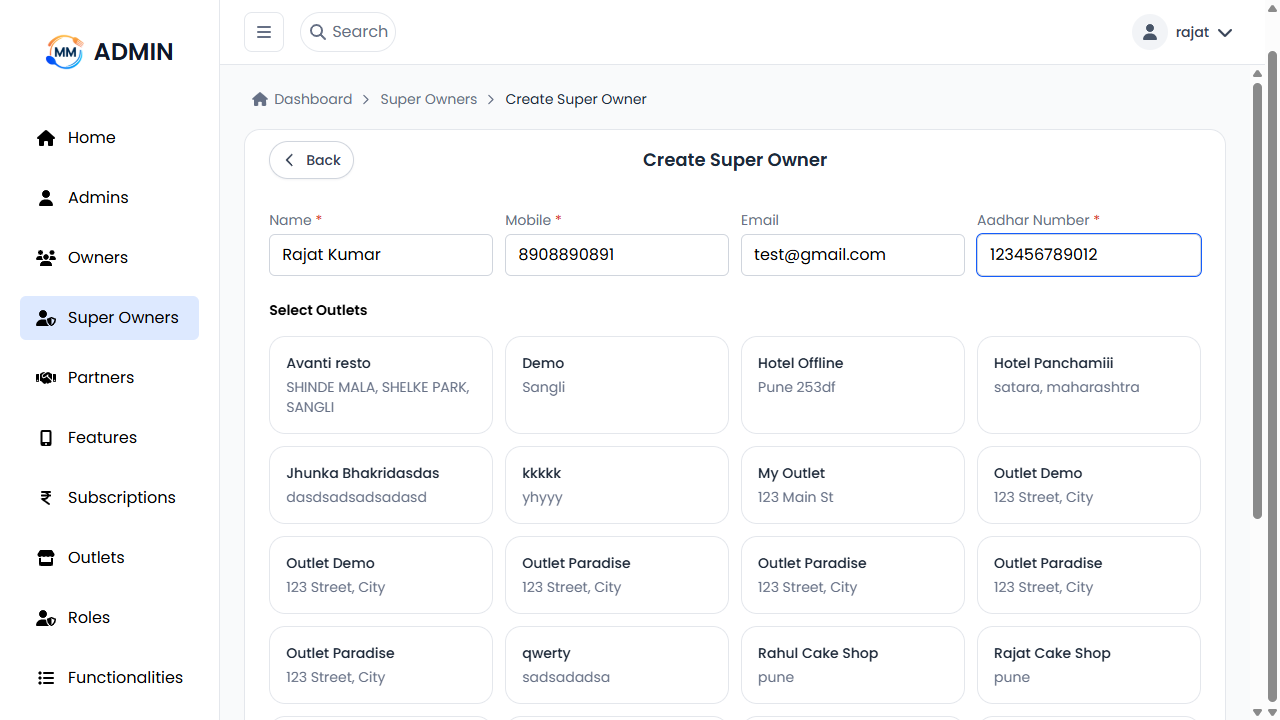 MM ADMIN
Search
rajat
Home
Admins
Owners
Super Owners
Partners
Features
Subscriptions
Outlets
Roles
Functionalities
Dashboard > Super Owners > Create Super Owner
Back
Create Super Owner
Name * Mobile * Email Aadhar Number *
Rajat Kumar 8908890891 test@gmail.com 123456789012
Select Outlets
Avanti resto
SHINDE MALA, SHELKE PARK,
SANGLI
Demo
Sangli
Hotel Offline
Pune 253df
Hotel Panchamiii
satara, maharashtra
Jhunka Bhakridasdas
dasdsadsadsadasd
kkkkk
yhyyy
My Outlet
123 Main St
Outlet Demo
123 Street, City
Outlet Demo
123 Street, City
Outlet Paradise
123 Street, City
Outlet Paradise
123 Street, City
Outlet Paradise
123 Street, City
Outlet Paradise
123 Street, City
qwerty
sadsadadsa
Rahul Cake Shop
pune
Rajat Cake Shop
pune